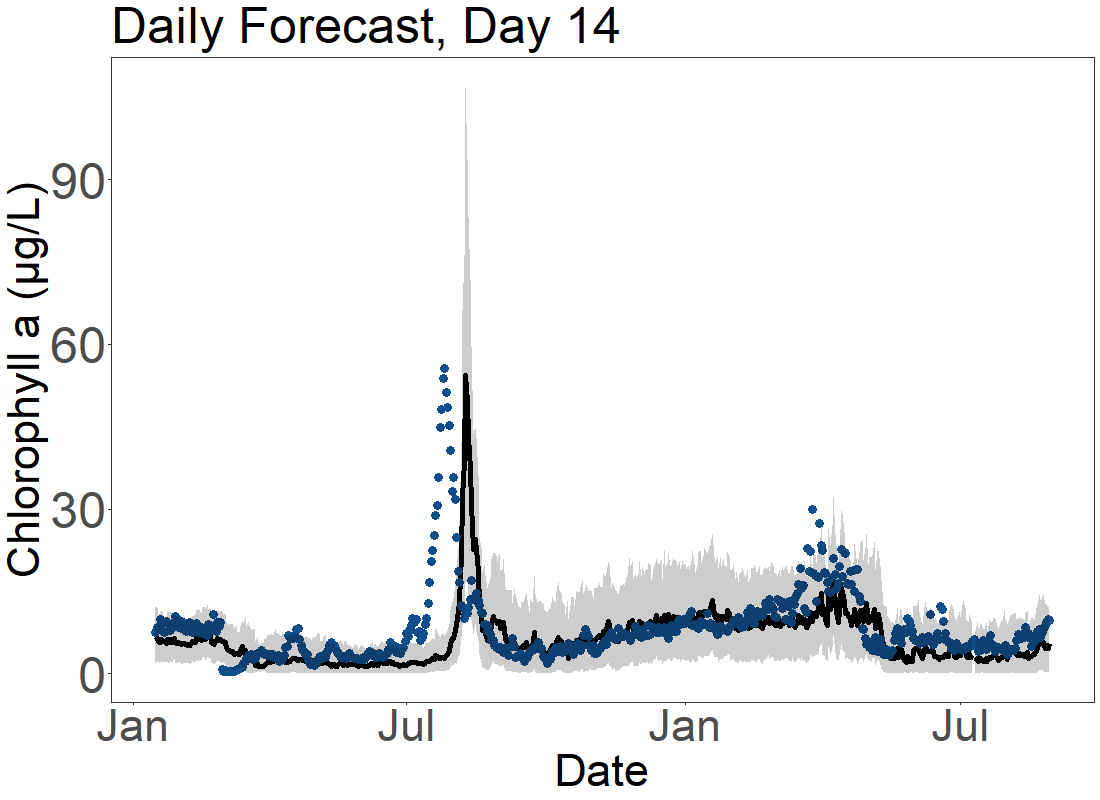 Daily Forecast, Day 14
Chlorophyll a (μg/L)
90
60
30
0
Jan
Jul
Jan
Jul
Date